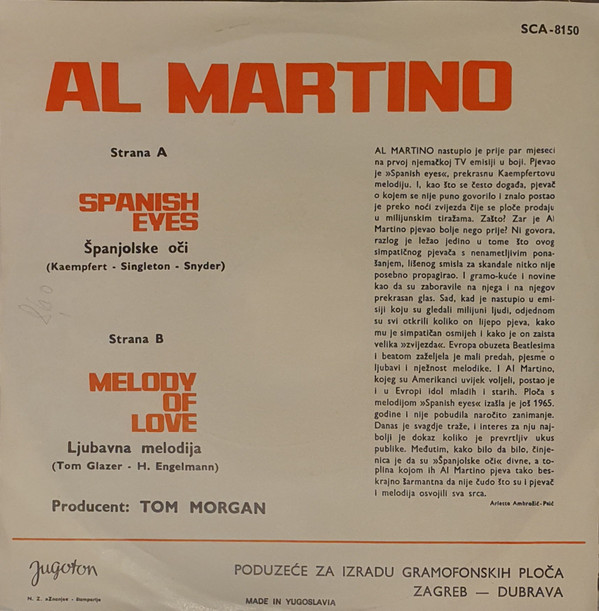 SCA-8150
AL MARTINO
Strana A
SPANISH
EYES
Španjolske oči
(Kaempfert - Singleton - Snyder)
Strana B
MELODY
OF
LOVE
Ljubavna melodija
(Tom Glazer - H. Engelmann)
Producent: TOM MORGAN
AL MARTINO nastupio je prije par mjeseci
na prvoj njemačkoj TV emisiji u boji. Pjevao
je »Spanish eyes«, prekrasnu Kaempfertovu
melodiju. I, kao što se često događa, pjevač
o kojem se nije puno govorilo i znalo postao
je preko noći zvijezda čije se ploče prodaju
u milijunskim tiražama. Zašto? Zar je Al
Martino pjevao bolje nego prije? Ni govora,
razlog je ležao jedino u tome što ovog
simpatičnog pjevača s nenametljivim pona-
šanjem, lišenog smisla za skandale nitko nije
posebno propagirao. I gramo-kuće i novine
kao da su zaboravile na njega i na njegov
prekrasan glas. Sad, kad je nastupio u emi-
siji koju su gledali milijuni ljudi, odjednom
su svi otkrili koliko on lijepo pjeva, kako
mu je simpatičan osmijeh i kako je on zaista
velika »zvijezda«. Evropa obuzeta Beatlesima
i beatom zaželjela je mali predah, pjesme o
ljubavi i nježnost melodike. I Al Martino,
kojeg su Amerikanci uvijek voljeli, postao je
i u Evropi idol mladih i starih. Ploča s
melodijom »Spanish eyes« izašla je još 1965.
godine i nije pobudila naročito zanimanje.
Danas je svagdje traže, i interes za nju naj-
bolji je dokaz koliko je prevrtljiv ukus
publike. Međutim, kako bilo da bilo, činje-
nica je da su »Španjolske oči« divne, a to-
plina kojom ih Al Martino pjeva tako bes-
krajno šarmantna da nije čudo što su i pjevač
i melodija osvojili sva srca.
Arlette Ambrožić-Paić
Jugoton
PODUZEĆE ZA IZRADU GRAMOFONSKIH PLOČA
ZAGREB — DUBRAVA
N. Z. »Zvonje« - Samparije
MADE IN YUGOSLAVIA